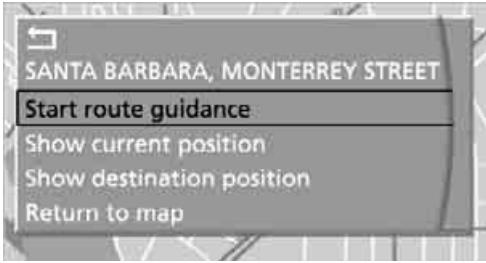 SANTA BARBARA, MONTERREY STREET
Start route guidance
Show current position
Show destination position
Return to map